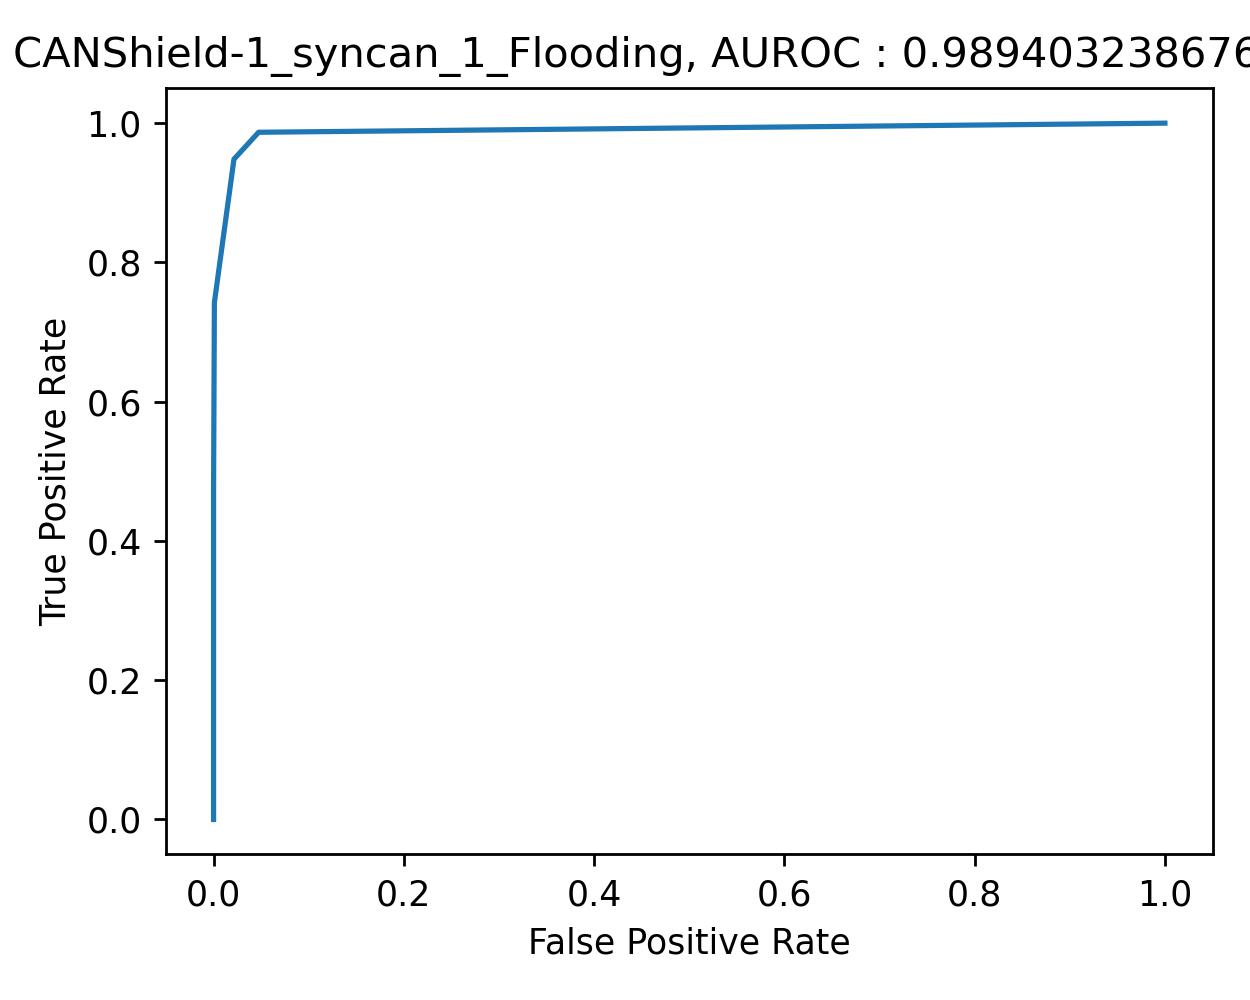 CANShield-1_syncan_1_Flooding, AUROC : 0.989403238676
1.0
0.8
0.6
0.4
0.2
0.0
True Positive Rate
0.0 0.2 0.4 0.6 0.8 1.0
False Positive Rate